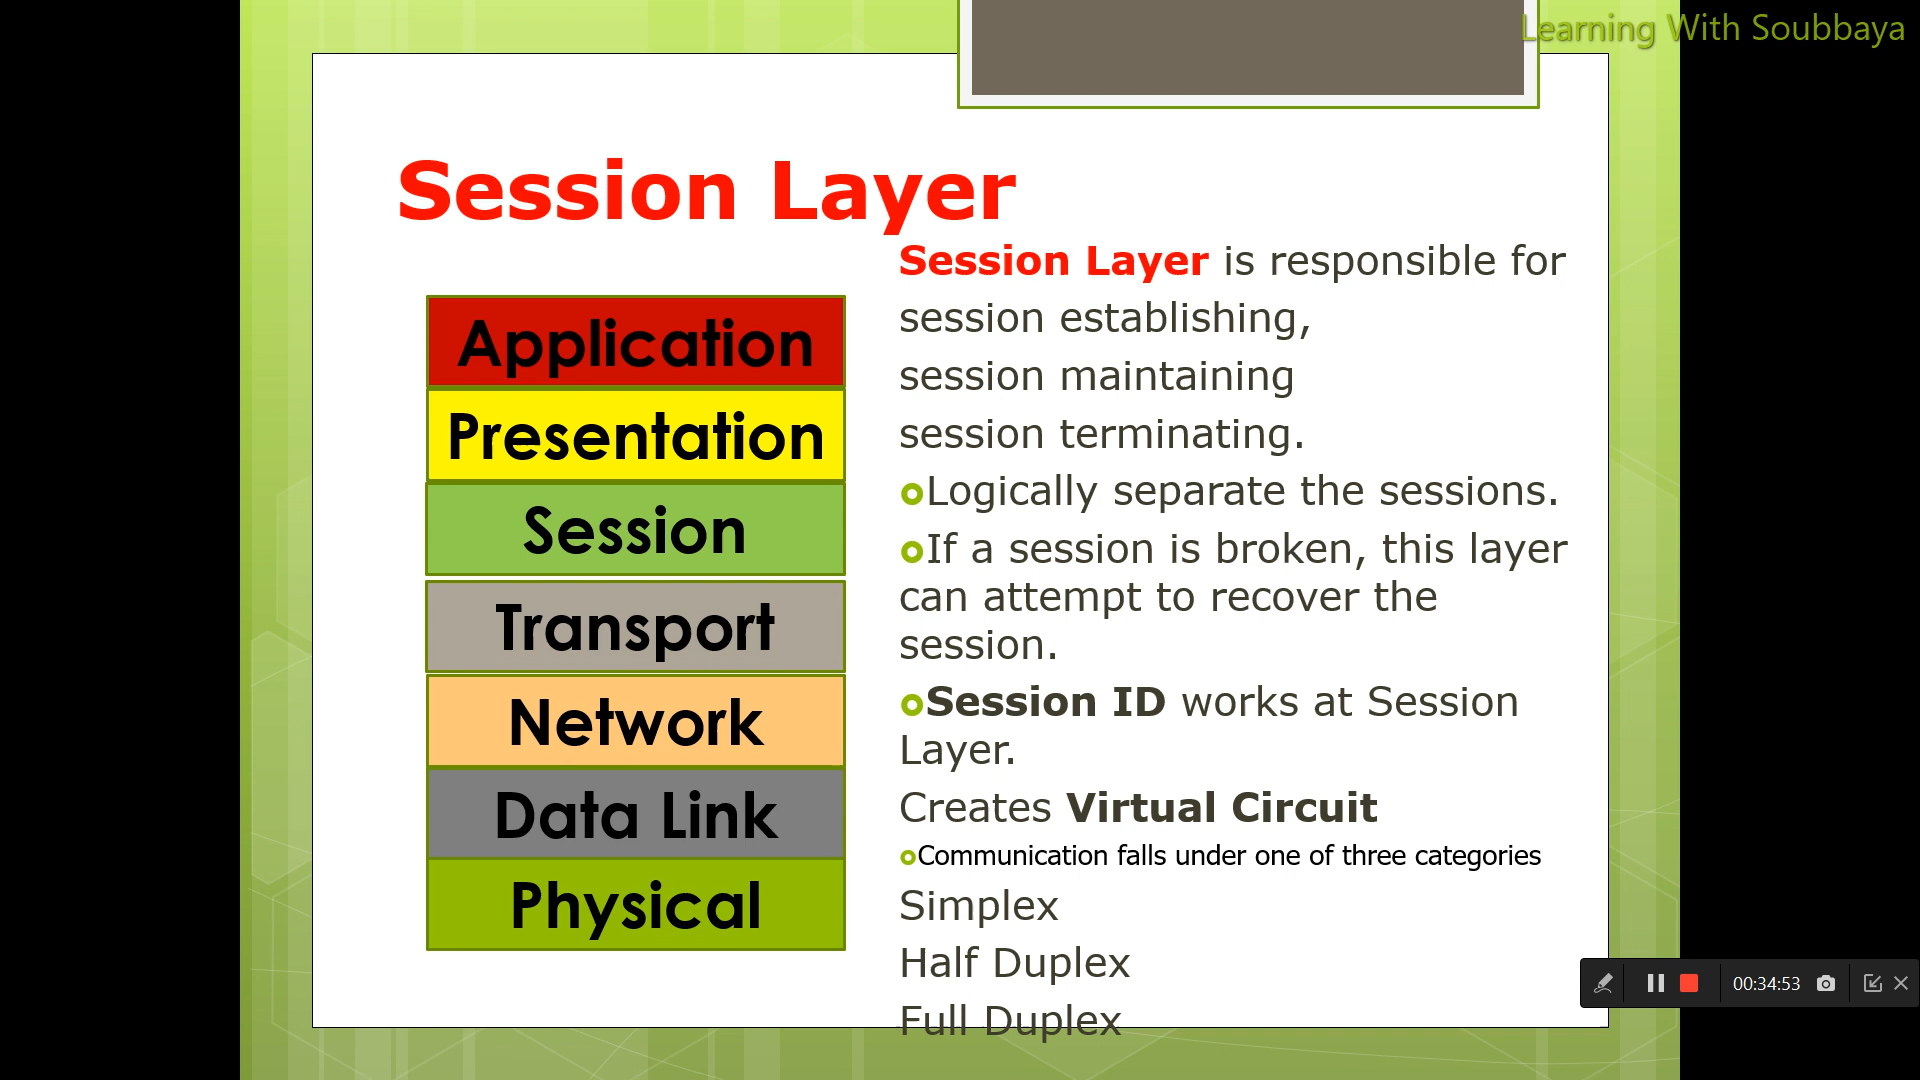 Learning With Soubbaya
Session Layer
Application
Presentation
Session
Transport
Network
Data Link
Physical
Session Layer is responsible for
session establishing,
session maintaining
session terminating.
Logically separate the sessions.
If a session is broken, this layer
can attempt to recover the
session.
Session ID works at Session
Layer.
Creates Virtual Circuit
Communication falls under one of three categories
Simplex
Half Duplex
Full Duplex
00:34:53